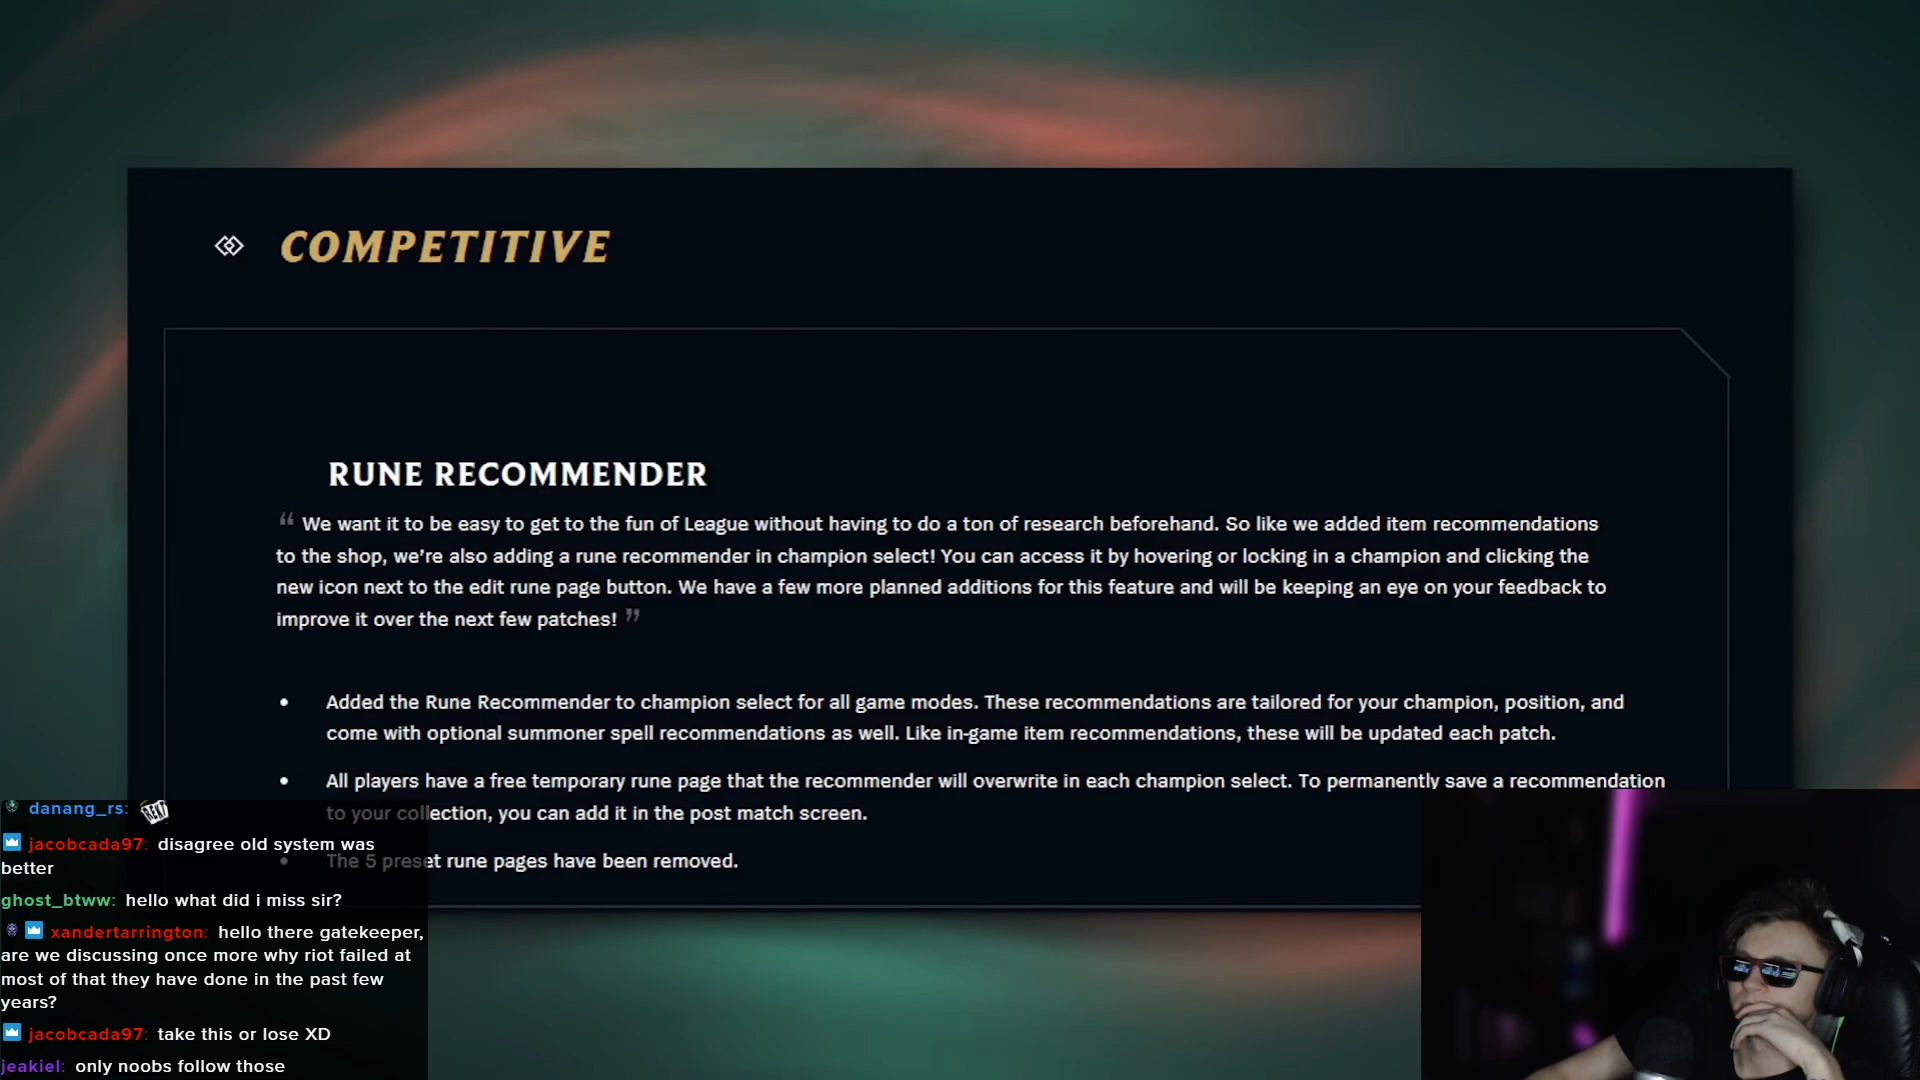 COMPETITIVE
RUNE RECOMMENDER
“ We want it to be easy to get to the fun of League without having to do a ton of research beforehand. So like we added item recommendations
to the shop, we’re also adding a rune recommender in champion select! You can access it by hovering or locking in a champion and clicking the
new icon next to the edit rune page button. We have a few more planned additions for this feature and will be keeping an eye on your feedback to
improve it over the next few patches! ”
• Added the Rune Recommender to champion select for all game modes. These recommendations are tailored for your champion, position, and
come with optional summoner spell recommendations as well. Like in-game item recommendations, these will be updated each patch.
• All players have a free temporary rune page that the recommender will overwrite in each champion select. To permanently save a recommendation
to your collection, you can add it in the post match screen.
• The 5 preset rune pages have been removed.
danang_rs:
jacobcada97: disagree old system was
better
ghost_btww: hello what did i miss sir?
xandertarrington: hello there gatekeeper,
are we discussing once more why riot failed at
most of that they have done in the past few
years?
jacobcada97: take this or lose XD
jeakiel: only noobs follow those